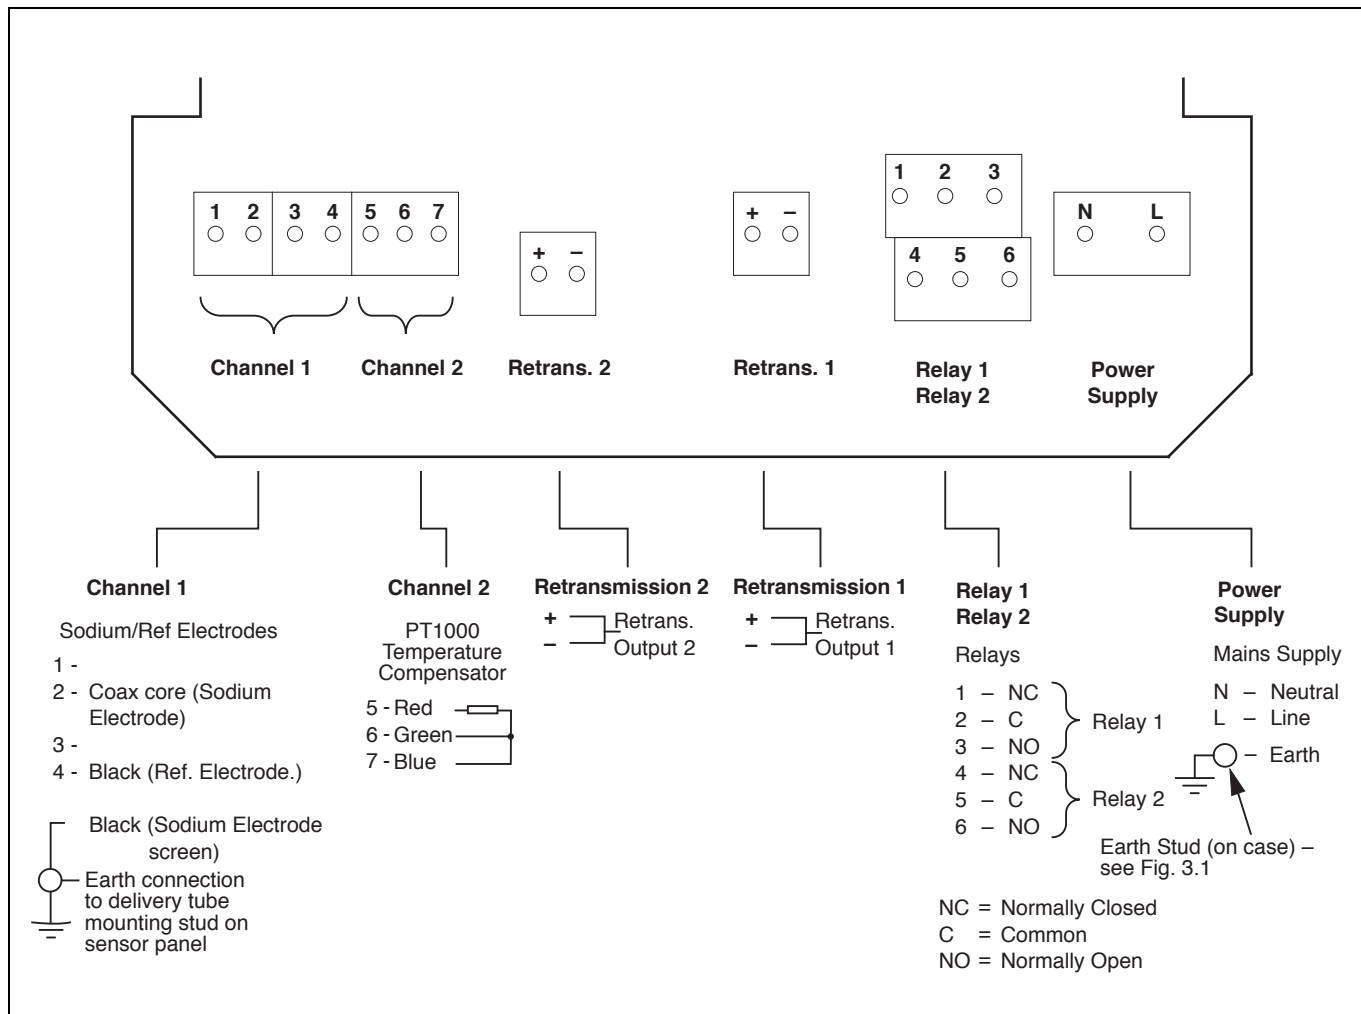 1 2 3 4 5 6 7
+ –
+ –
1 2 3
4 5 6
N L
Channel 1
Channel 2
Retrans. 2
Retrans. 1
Relay 1
Relay 2
Power
Supply
Channel 1
Sodium/Ref Electrodes
1 -
2 - Coax core (Sodium
Electrode)
3 -
4 - Black (Ref. Electrode.)
Black (Sodium Electrode
screen)
Earth connection
to delivery tube
mounting stud on
sensor panel
Channel 2
PT1000
Temperature
Compensator
5 - Red
6 - Green
7 - Blue
Retransmission 2
+ Retrans.
– Output 2
Retransmission 1
+ Retrans.
– Output 1
Relay 1
Relay 2
Relays
1 – NC
2 – C
3 – NO
Relay 1
4 – NC
5 – C
6 – NO
Relay 2
NC = Normally Closed
C = Common
NO = Normally Open
Power
Supply
Mains Supply
N – Neutral
L – Line
– Earth
Earth Stud (on case) –
see Fig. 3.1